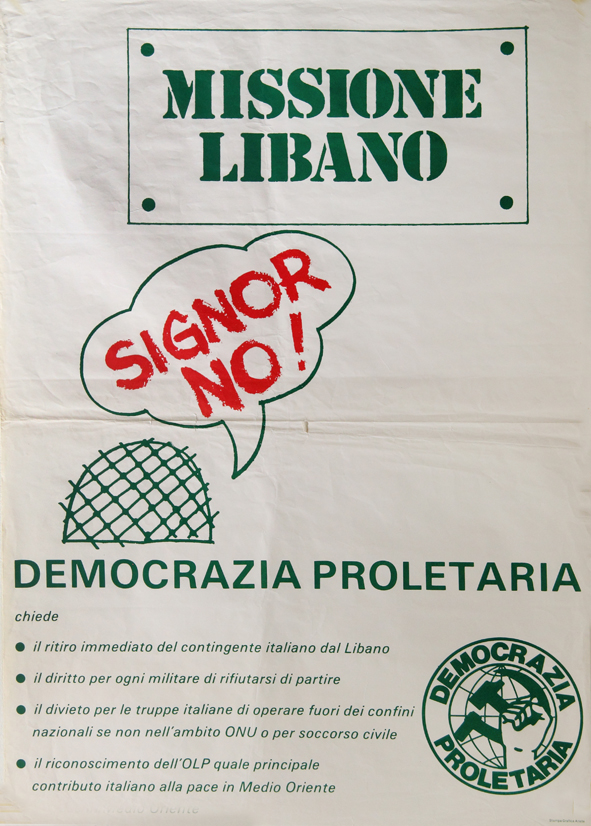 MISSIONE
LIBANO
SIGNOR
NO!
DEMOCRAZIA PROLETARIA
chiede
● il ritiro immediato del contingente italiano dal Libano
● il diritto per ogni militare di rifiutarsi di partire
● il divieto per le truppe italiane di operare fuori dei confini
nazionali se non nell'ambito ONU o per soccorso civile
● il riconoscimento dell'OLP quale principale
contributo italiano alla pace in Medio Oriente
DEMOCRAZIA
PROLETARIA